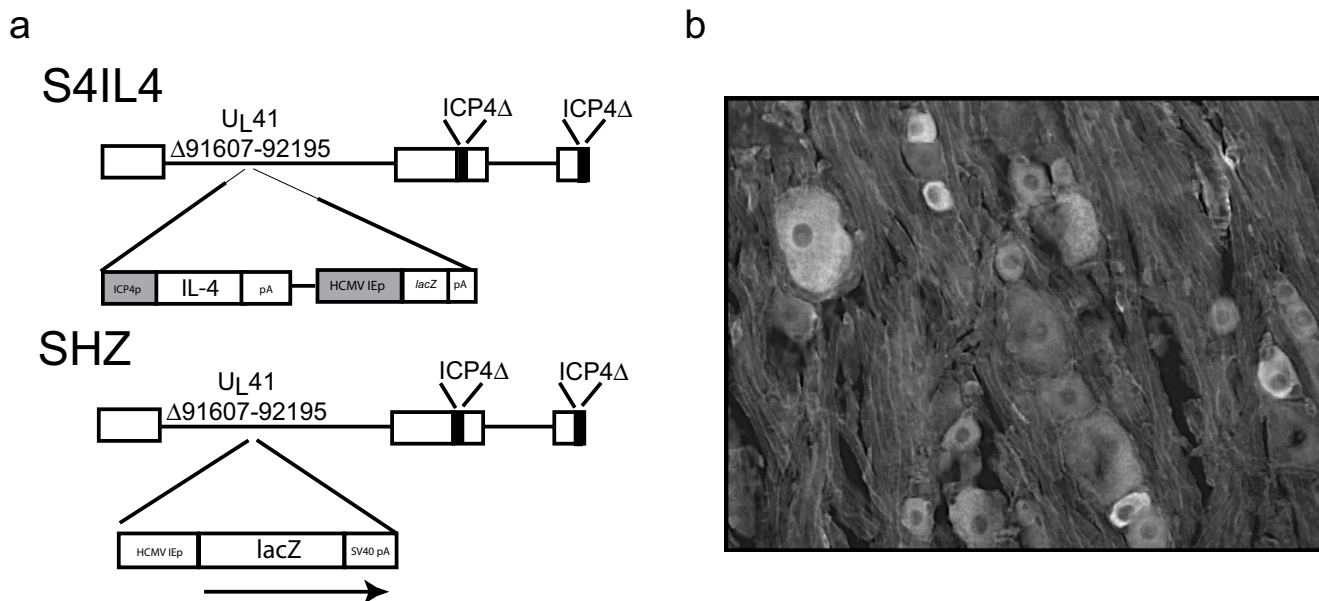 a
b
S4IL4
UL41
Δ91607-92195
ICP4Δ
ICP4Δ
ICP4p
IL-4
pA
HCMV IEp
lacZ
pA
SHZ
UL41
Δ91607-92195
ICP4Δ
ICP4Δ
HCMV IEp
lacZ
SV40 pA